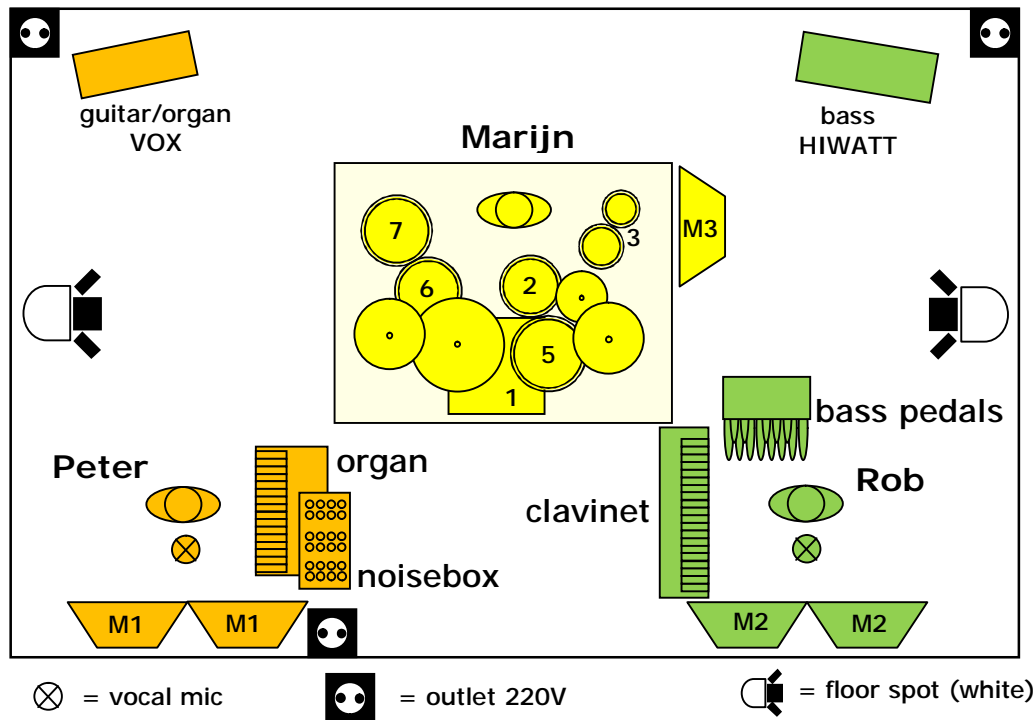 guitar/organ
VOX
bass
HIWATT
Marijn
7
3
M3
6
2
5
1
bass pedals
Peter
organ
Rob
clavinet
noisebox
M1
M1
M2
M2
= vocal mic
= outlet 220V
= floor spot (white)